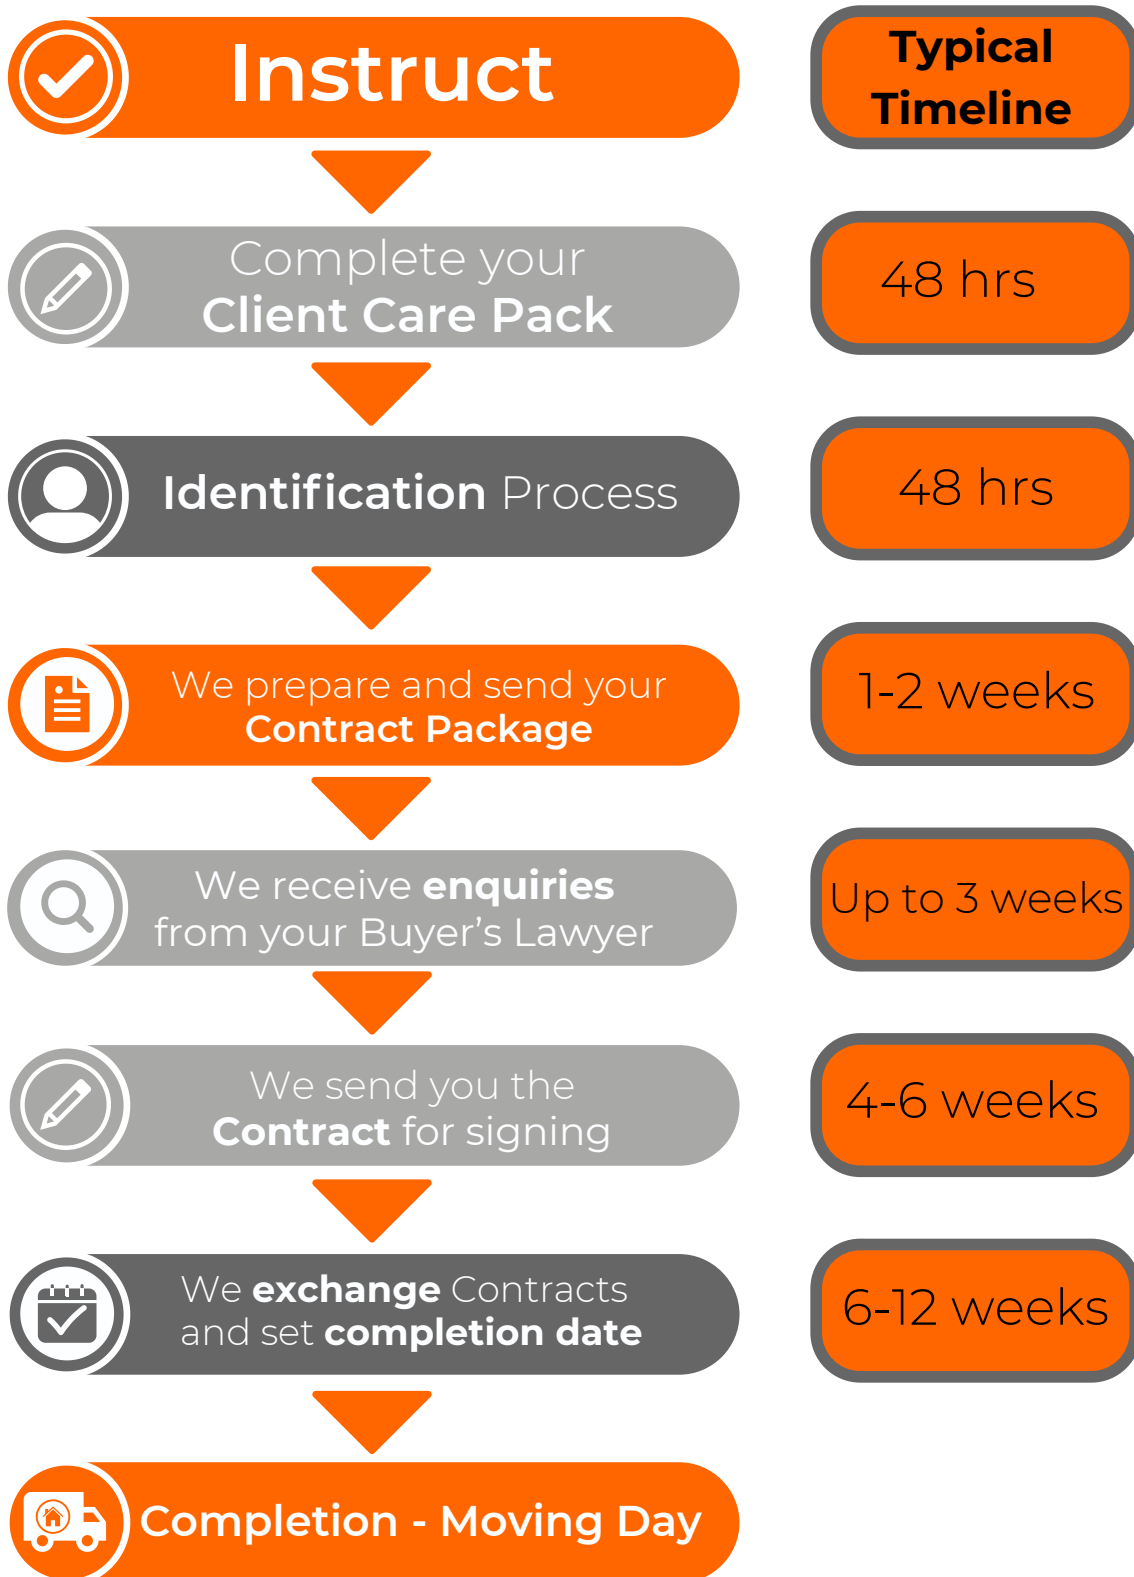 Instruct
Typical
Timeline
Complete your
Client Care Pack
48 hrs
Identification Process
48 hrs
We prepare and send your
Contract Package
1-2 weeks
We receive enquiries
from your Buyer's Lawyer
Up to 3 weeks
We send you the
Contract for signing
4-6 weeks
We exchange Contracts
and set completion date
6-12 weeks
Completion - Moving Day